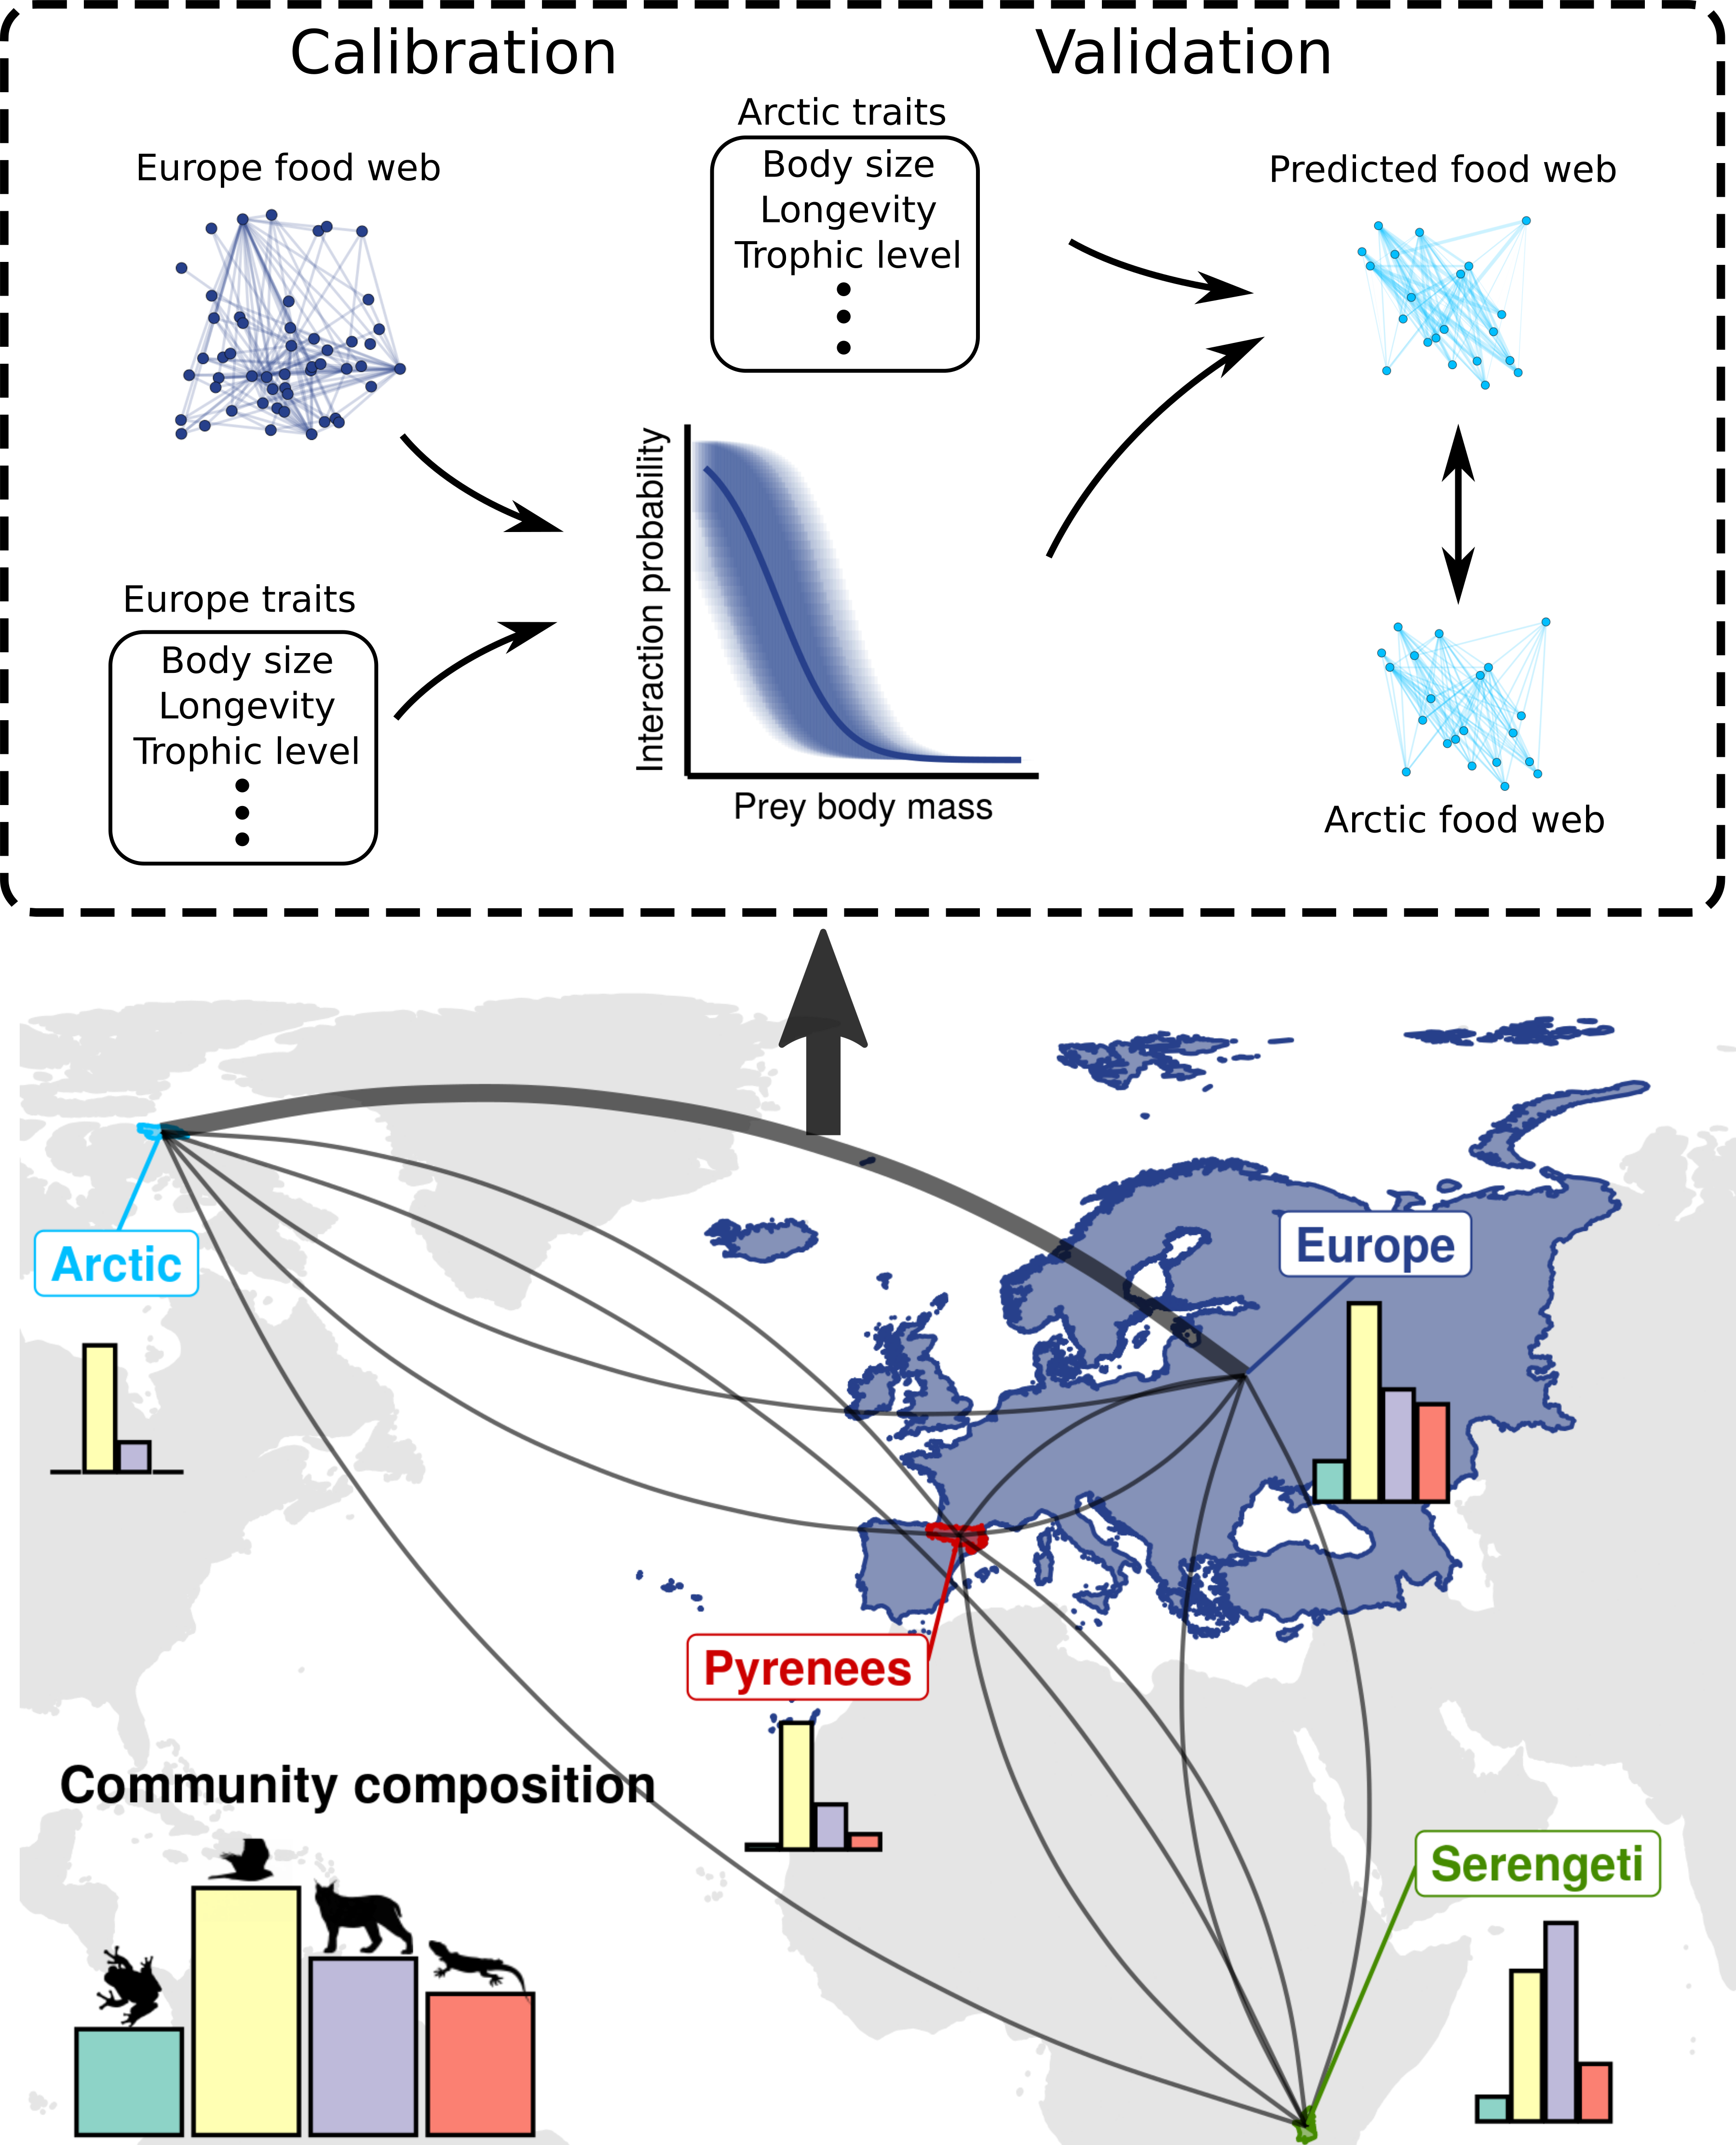 Calibration
Validation
Arctic traits
Body size
Longevity
Trophic level
Europe food web
Predicted food web
Europe traits
Body size
Longevity
Trophic level
Interaction probability
Prey body mass
Arctic food web
Arctic
Europe
Pyrenees
Community composition
Serengeti